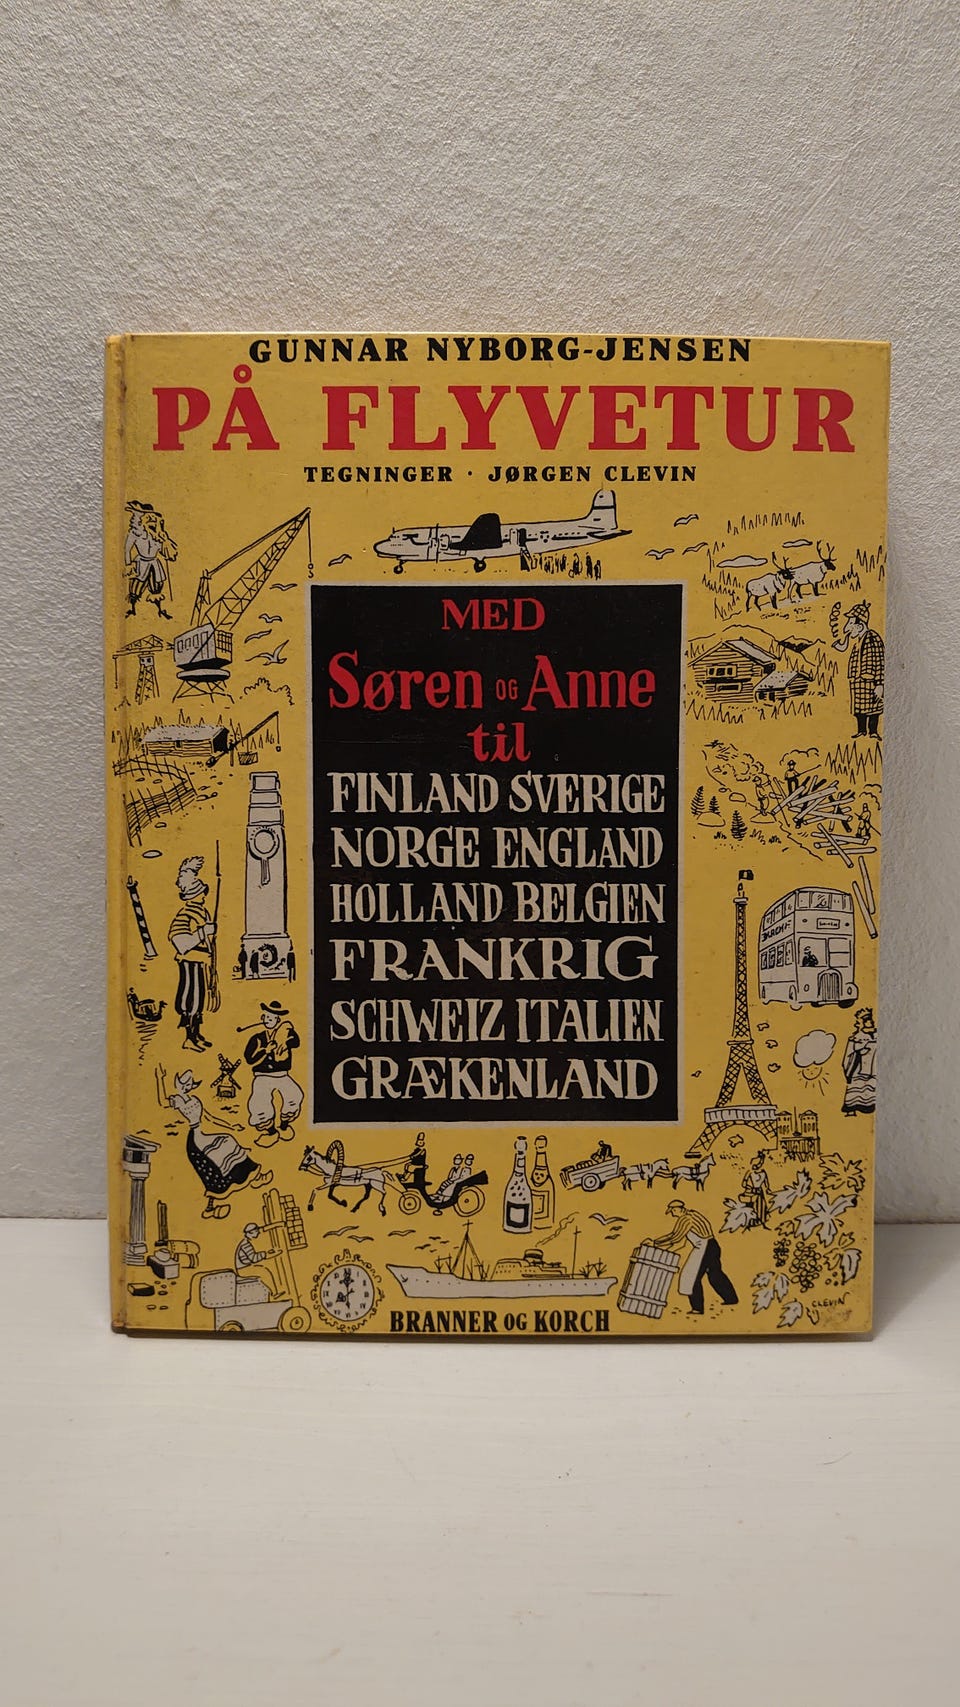 GUNNAR NYBORG-JENSEN
PÅ FLYVETUR
TEGNINGER · JØRGEN CLEVIN
MED
Søren OG Anne
til
FINLAND SVERIGE
NORGE ENGLAND
HOLLAND BELGIEN
FRANKRIG
SCHWEIZ ITALIEN
GRÆKENLAND
CLEVIN
BRANNER OG KORCH